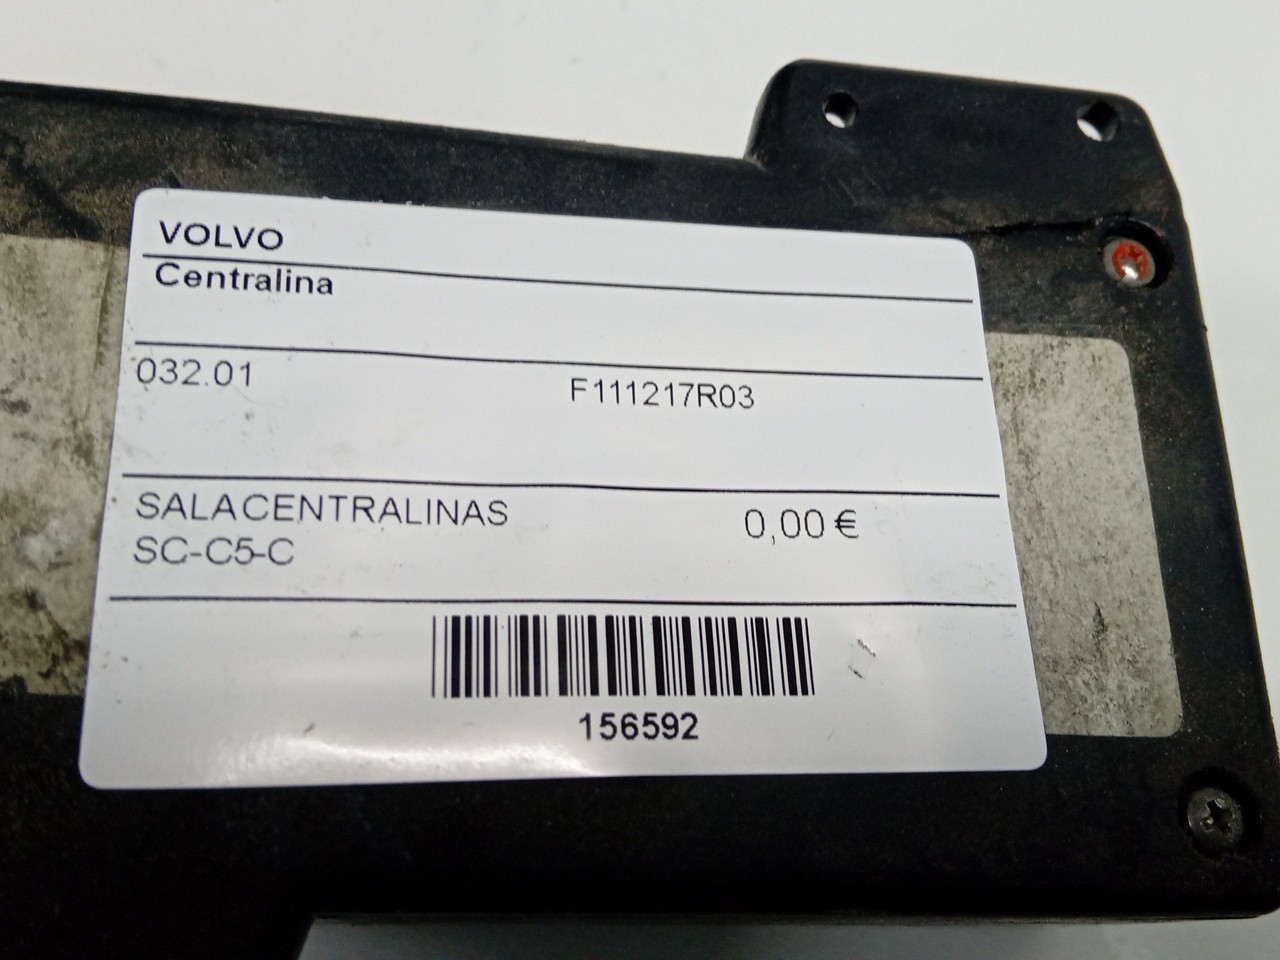 VOLVO
Centralina
032.01 F111217R03
SALACENTRALINAS 0,00 €
SC-C5-C
156592